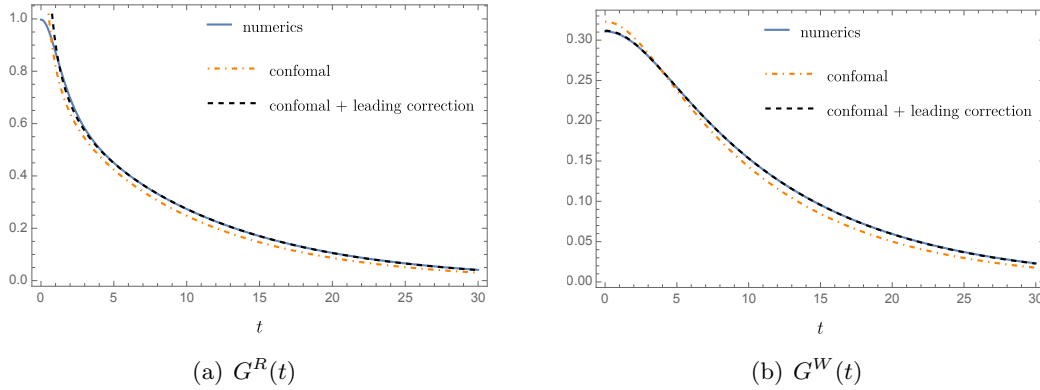 1.0
0.8
0.6
0.4
0.2
0.0
0
5
10
15
20
25
30
t
numerics
confomal
confomal + leading correction
(a) G^R(t)
0.30
0.25
0.20
0.15
0.10
0.05
0.00
0
5
10
15
20
25
30
t
numerics
confomal
confomal + leading correction
(b) G^W(t)